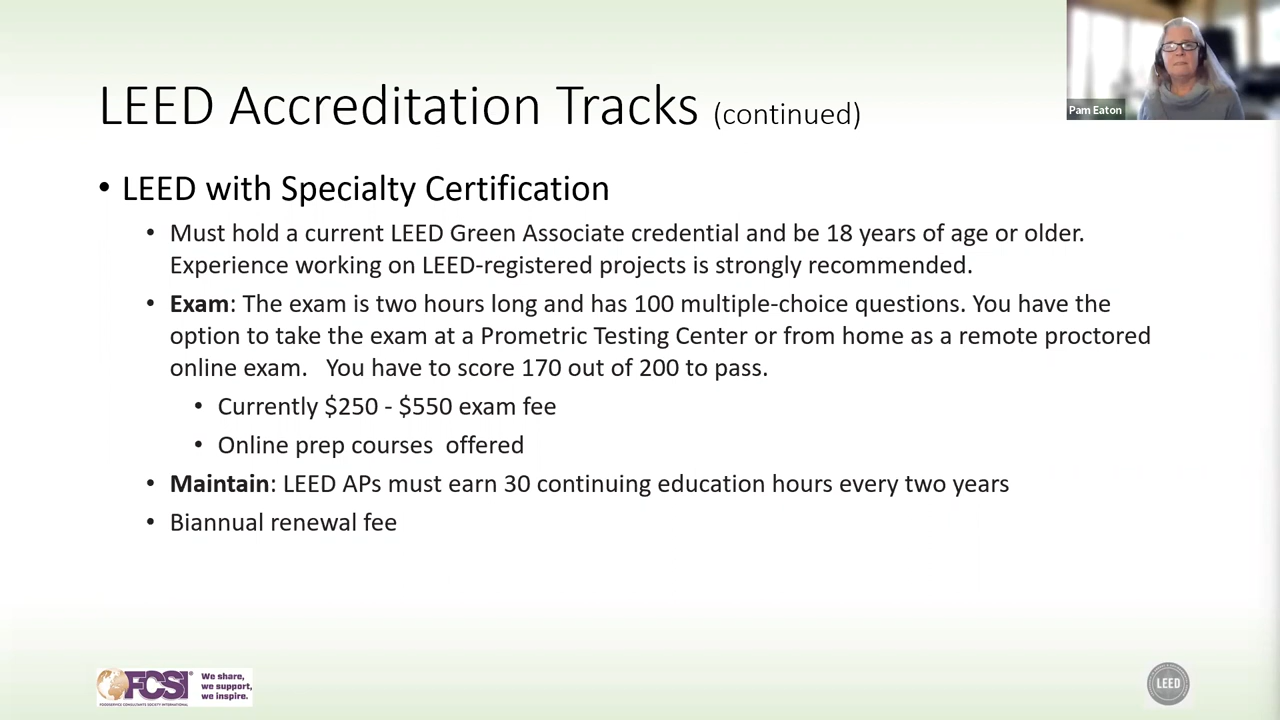 Pam Eaton
LEED Accreditation Tracks (continued)
• LEED with Specialty Certification
• Must hold a current LEED Green Associate credential and be 18 years of age or older.
Experience working on LEED-registered projects is strongly recommended.
• Exam: The exam is two hours long and has 100 multiple-choice questions. You have the
option to take the exam at a Prometric Testing Center or from home as a remote proctored
online exam.   You have to score 170 out of 200 to pass.
• Currently $250 - $550 exam fee
• Online prep courses  offered
• Maintain: LEED APs must earn 30 continuing education hours every two years
• Biannual renewal fee
FCSI®
FOODSERVICE CONSULTANTS SOCIETY INTERNATIONAL
We share,
we support,
we inspire.
LEED